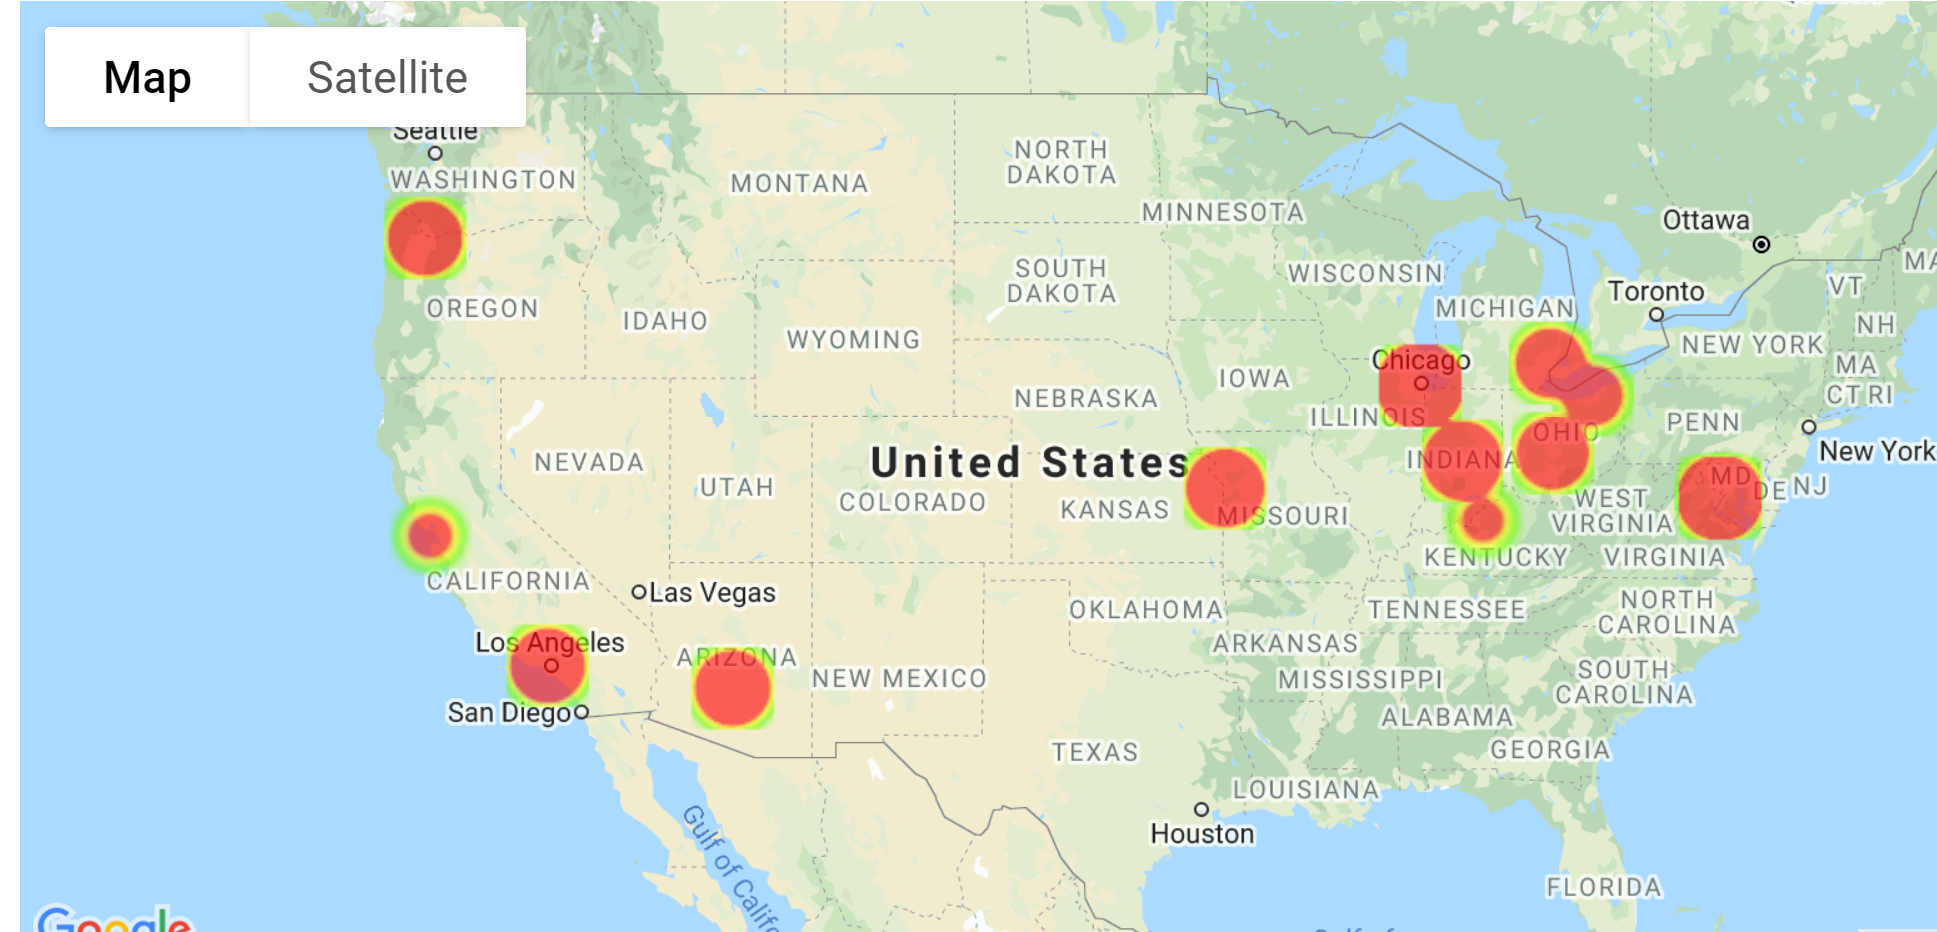 Map
Satellite
Seattle
WASHINGTON
MONTANA
NORTH
DAKOTA
MINNESOTA
Ottawa
OREGON
IDAHO
SOUTH
DAKOTA
WISCONSIN
MICHIGAN
Toronto
VT
MA
NH
WYOMING
NEW YORK
MA
CT RI
Chicago
IOWA
NEBRASKA
ILLINOIS
PENN
OHIO
New York
NEVADA
UTAH
United States
COLORADO
KANSAS
MISSOURI
INDIANA
MD
DE
NJ
WEST
VIRGINIA
KENTUCKY
VIRGINIA
CALIFORNIA
Las Vegas
OKLAHOMA
TENNESSEE
NORTH
CAROLINA
Los Angeles
ARIZONA
NEW MEXICO
ARKANSAS
MISSISSIPPI
SOUTH
CAROLINA
San Diego
ALABAMA
TEXAS
GEORGIA
LOUISIANA
Houston
Gulf of Califo
FLORIDA
Google